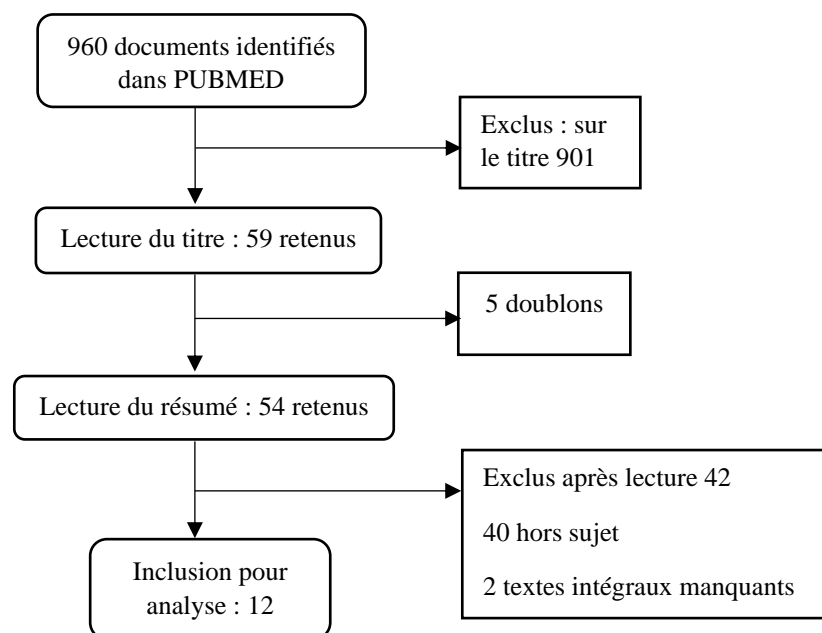 960 documents identifiés
dans PUBMED
Exclus : sur
le titre 901
Lecture du titre : 59 retenus
5 doublons
Lecture du résumé : 54 retenus
Exclus après lecture 42
40 hors sujet
2 textes intégraux manquants
Inclusion pour
analyse : 12